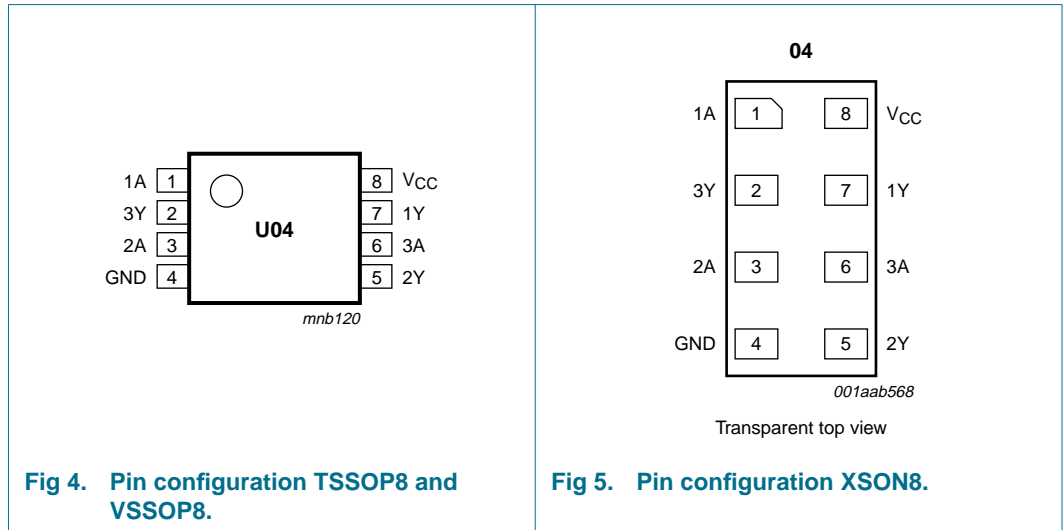 1A 1 8 VCC
3Y 2 7 1Y
U04
2A 3 6 3A
GND 4 5 2Y
mnb120
Fig 4. Pin configuration TSSOP8 and
VSSOP8.
04
1A 1 8 VCC
3Y 2 7 1Y
2A 3 6 3A
GND 4 5 2Y
001aab568
Transparent top view
Fig 5. Pin configuration XSON8.